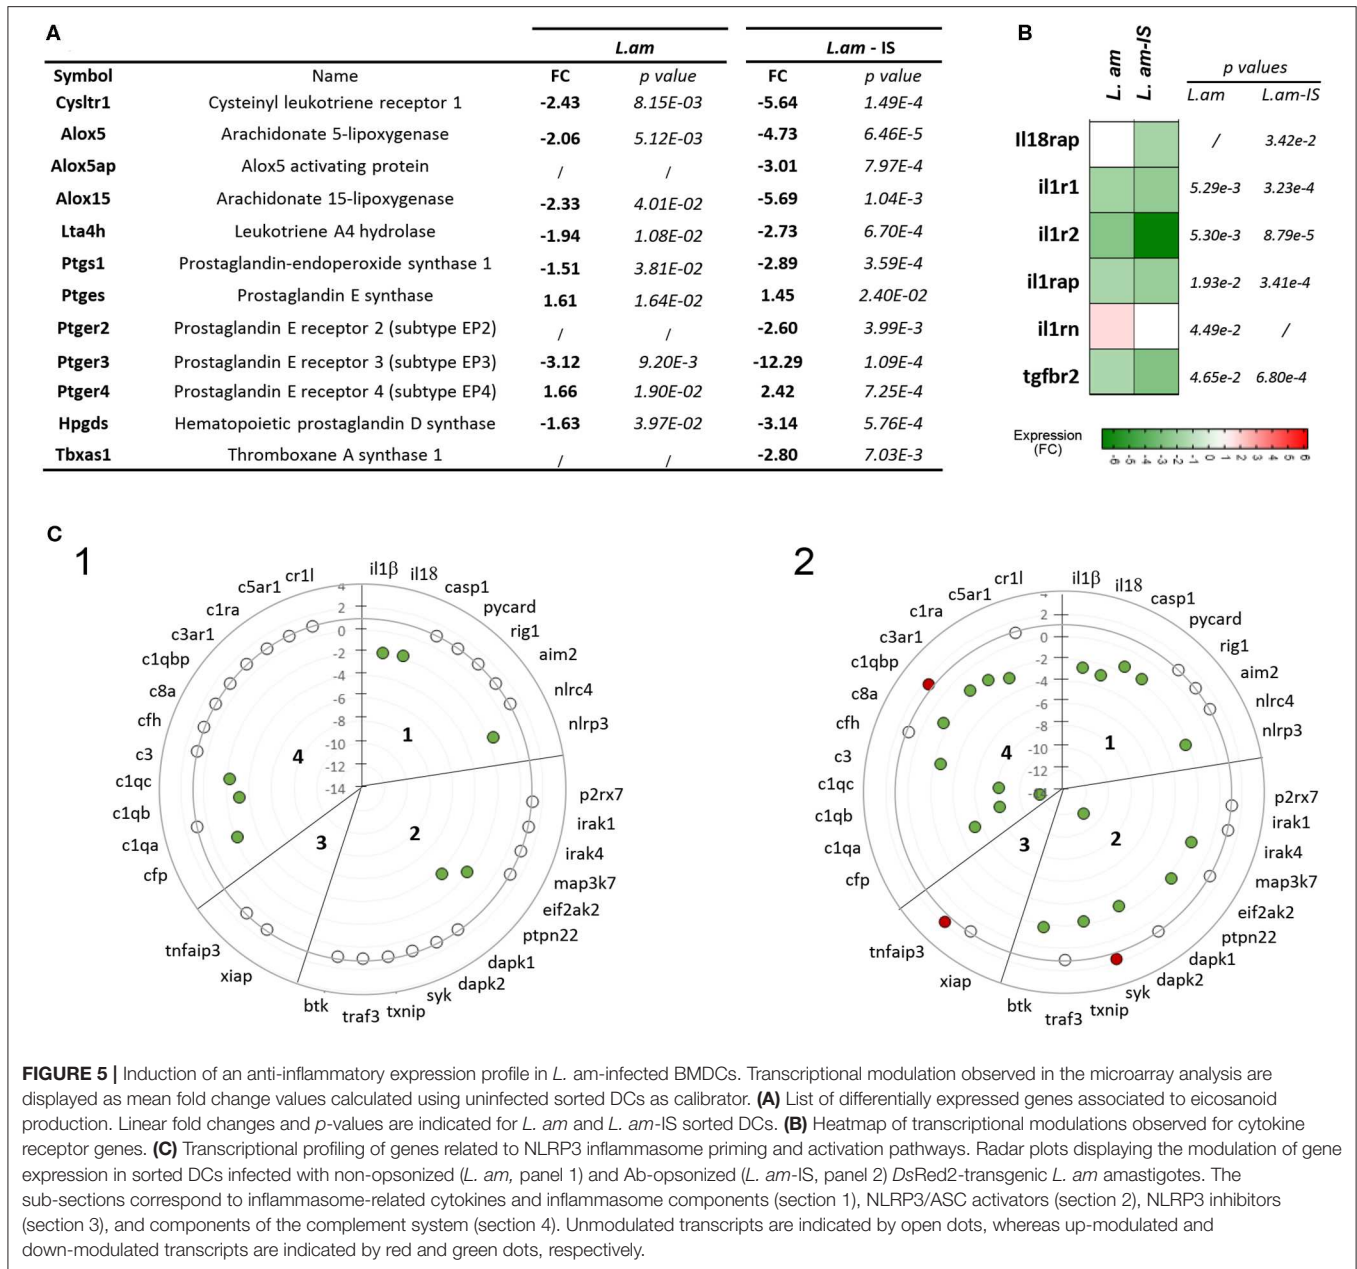 A
L.am L.am - IS
Symbol Name FC p value FC p value
Cysltr1 Cysteinyl leukotriene receptor 1 -2.43 8.15E-03 -5.64 1.49E-4
Alox5 Arachidonate 5-lipoxygenase -2.06 5.12E-03 -4.73 6.46E-5
Alox5ap Alox5 activating protein / / -3.01 7.97E-4
Alox15 Arachidonate 15-lipoxygenase -2.33 4.01E-02 -5.69 1.04E-3
Lta4h Leukotriene A4 hydrolase -1.94 1.08E-02 -2.73 6.70E-4
Ptgs1 Prostaglandin-endoperoxide synthase 1 -1.51 3.81E-02 -2.89 3.59E-4
Ptges Prostaglandin E synthase 1.61 1.64E-02 1.45 2.40E-02
Ptger2 Prostaglandin E receptor 2 (subtype EP2) / / -2.60 3.99E-3
Ptger3 Prostaglandin E receptor 3 (subtype EP3) -3.12 9.20E-3 -12.29 1.09E-4
Ptger4 Prostaglandin E receptor 4 (subtype EP4) 1.66 1.90E-02 2.42 7.25E-4
Hpgds Hematopoietic prostaglandin D synthase -1.63 3.97E-02 -3.14 5.76E-4
Tbxas1 Thromboxane A synthase 1 / / -2.80 7.03E-3
B
L. am L. am-IS
p values
L.am L.am-IS
Il18rap / 3.42e-2
il1r1 5.29e-3 3.23e-4
il1r2 5.30e-3 8.79e-5
il1rap 1.93e-2 3.41e-4
il1rn 4.49e-2 /
tgfbr2 4.65e-2 6.80e-4
Expression
(FC)
-6 -5 -4 -3 -2 -1 0 1 2 3 4 5 6
C
1
il1β
il18
casp1
pycard
rig1
aim2
nlrc4
nlrp3
p2rx7
irak1
irak4
map3k7
eif2ak2
ptpn22
dapk1
dapk2
syk
txnip
traf3
btk
xiap
tnfaip3
cfp
c1qa
c1qb
c1qc
c3
cfh
c8a
c1qbp
c3ar1
c1ra
c5ar1
cr1l
4
2
0
-2
-4
-6
-8
-10
-12
-14
1
2
3
4
2
il1β
il18
casp1
pycard
rig1
aim2
nlrc4
nlrp3
p2rx7
irak1
irak4
map3k7
eif2ak2
ptpn22
dapk1
dapk2
syk
txnip
traf3
btk
xiap
tnfaip3
cfp
c1qa
c1qb
c1qc
c3
cfh
c8a
c1qbp
c3ar1
c1ra
c5ar1
cr1l
2
0
-2
-4
-6
-8
-10
-12
1
2
3
4
FIGURE 5 | Induction of an anti-inflammatory expression profile in L. am-infected BMDCs. Transcriptional modulation observed in the microarray analysis are
displayed as mean fold change values calculated using uninfected sorted DCs as calibrator. (A) List of differentially expressed genes associated to eicosanoid
production. Linear fold changes and p-values are indicated for L. am and L. am-IS sorted DCs. (B) Heatmap of transcriptional modulations observed for cytokine
receptor genes. (C) Transcriptional profiling of genes related to NLRP3 inflammasome priming and activation pathways. Radar plots displaying the modulation of gene
expression in sorted DCs infected with non-opsonized (L. am, panel 1) and Ab-opsonized (L. am-IS, panel 2) DsRed2-transgenic L. am amastigotes. The
sub-sections correspond to inflammasome-related cytokines and inflammasome components (section 1), NLRP3/ASC activators (section 2), NLRP3 inhibitors
(section 3), and components of the complement system (section 4). Unmodulated transcripts are indicated by open dots, whereas up-modulated and
down-modulated transcripts are indicated by red and green dots, respectively.